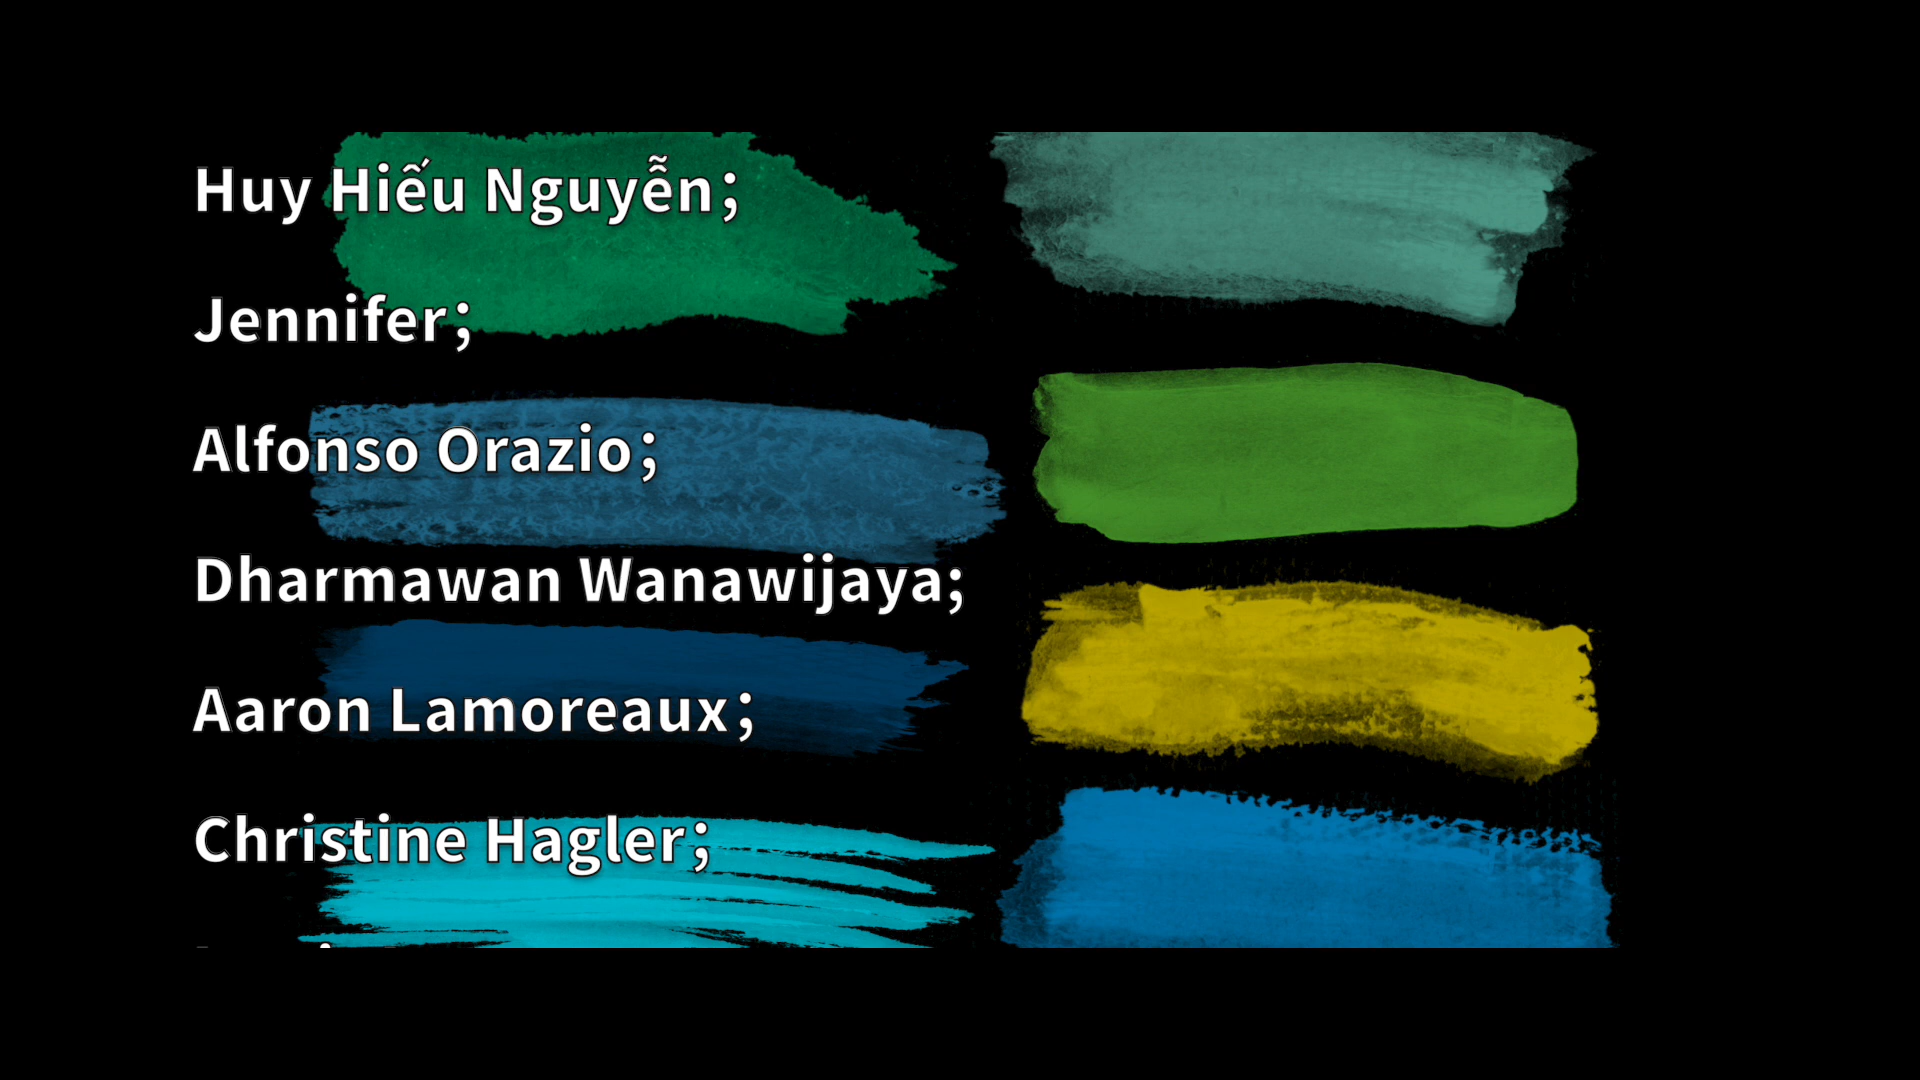 Huy Hiếu Nguyễn;
Jennifer;
Alfonso Orazio;
Dharmawan Wanawijaya;
Aaron Lamoreaux;
Christine Hagler;